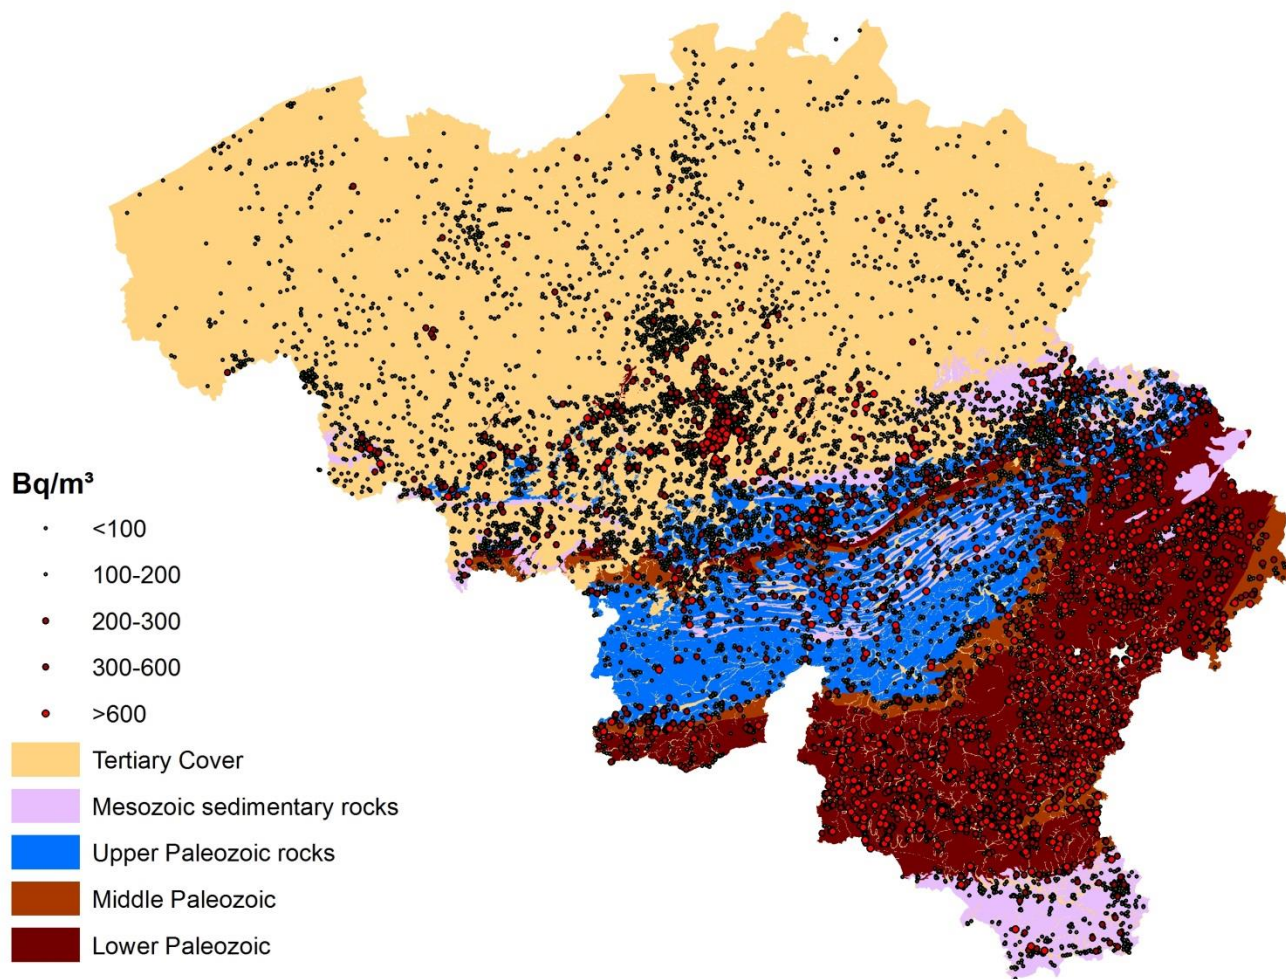 Bq/m³
<100
100-200
200-300
300-600
>600
Tertiary Cover
Mesozoic sedimentary rocks
Upper Paleozoic rocks
Middle Paleozoic
Lower Paleozoic